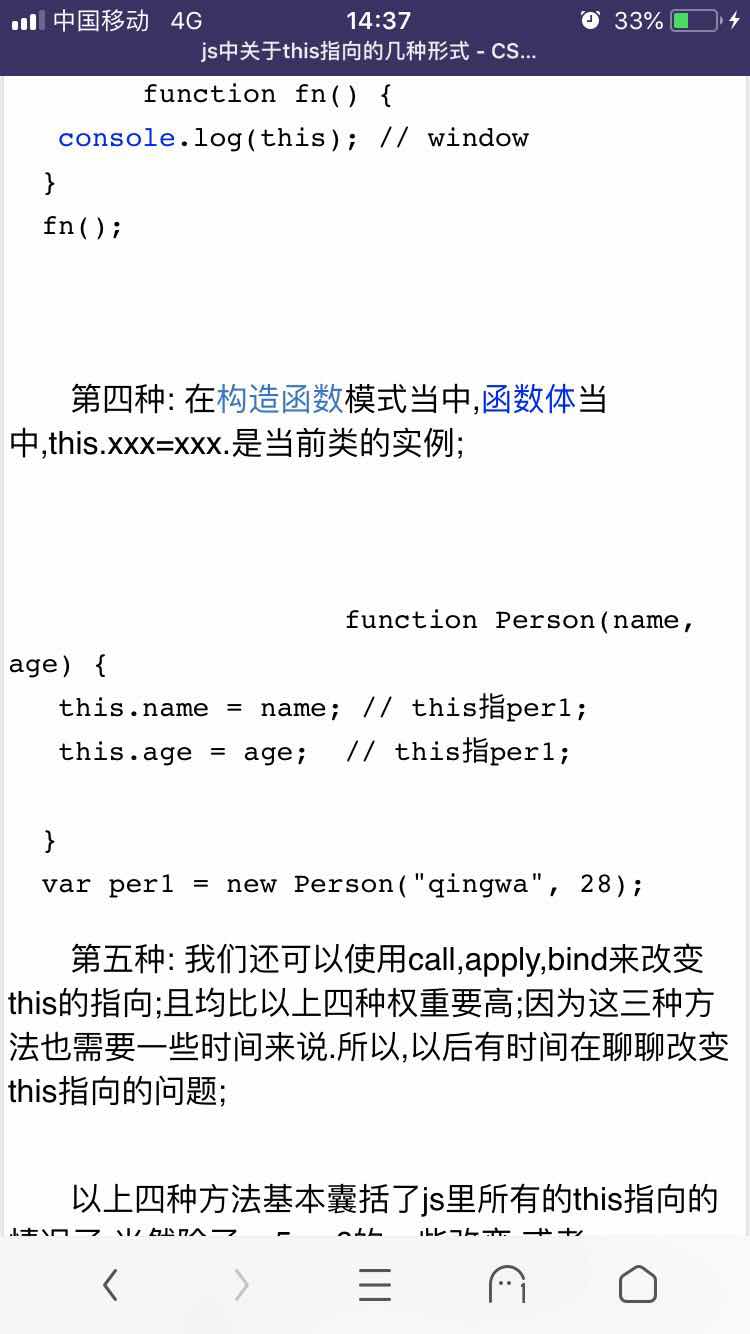 中国移动 4G 14:37 33%
js中关于this指向的几种形式 - CS...
function fn() {
console.log(this); // window
}
fn();
第四种: 在构造函数模式当中,函数体当
中,this.xxx=xxx.是当前类的实例;
function Person(name,
age) {
this.name = name; // this指per1;
this.age = age; // this指per1;
}
var per1 = new Person("qingwa", 28);
第五种: 我们还可以使用call,apply,bind来改变
this的指向;且均比以上四种权重要高;因为这三种方
法也需要一些时间来说.所以,以后有时间在聊聊改变
this指向的问题;
以上四种方法基本囊括了js里所有的this指向的
1